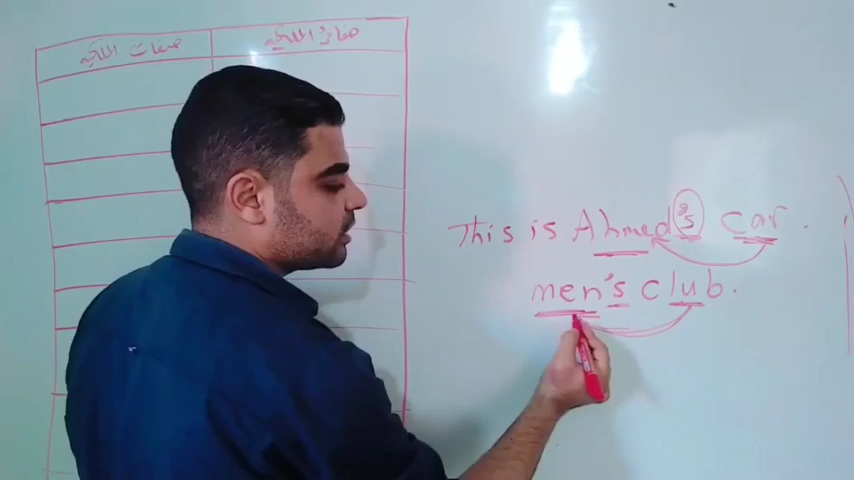 ضمائر الملكيه
صفات الملكيه
This is Ahmed's car.
men's club.